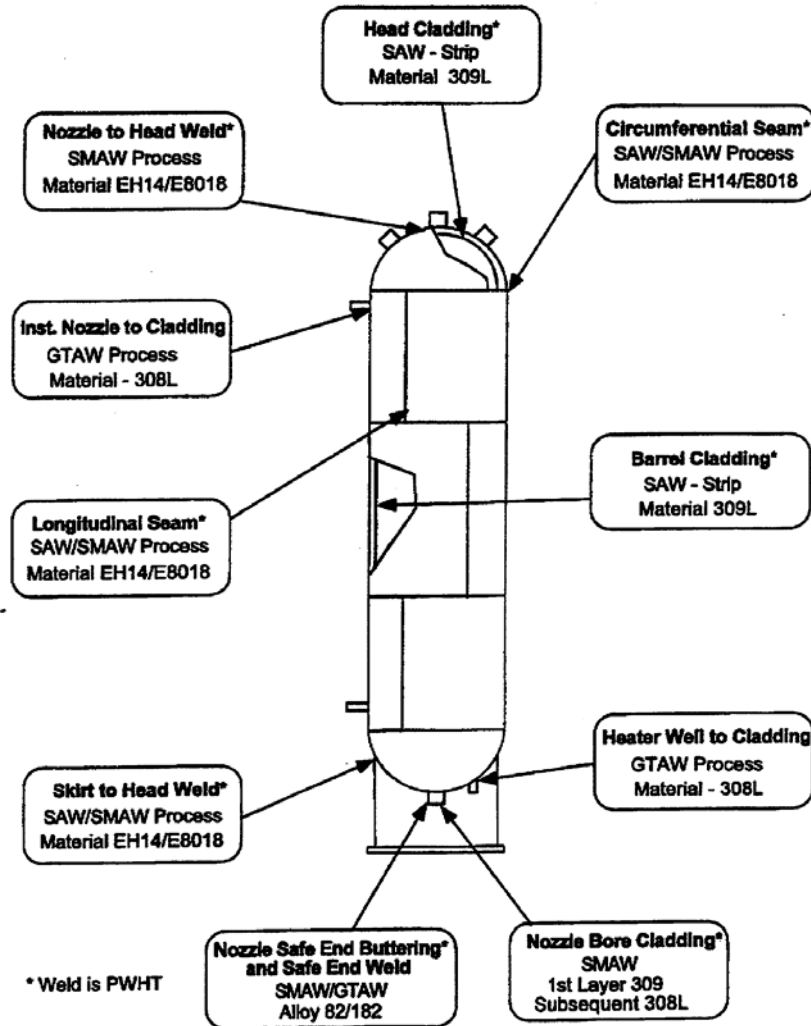 Head Cladding*
SAW - Strip
Material 309L
Nozzle to Head Weld*
SMAW Process
Material EH14/E8018
Circumferential Seam*
SAW/SMAW Process
Material EH14/E8018
Inst. Nozzle to Cladding
GTAW Process
Material - 308L
Barrel Cladding*
SAW - Strip
Material 309L
Longitudinal Seam*
SAW/SMAW Process
Material EH14/E8018
Heater Well to Cladding
GTAW Process
Material - 308L
Skirt to Head Weld*
SAW/SMAW Process
Material EH14/E8018
Nozzle Safe End Buttering*
and Safe End Weld
SMAW/GTAW
Alloy 82/182
Nozzle Bore Cladding*
SMAW
1st Layer 309
Subsequent 308L
* Weld is PWHT